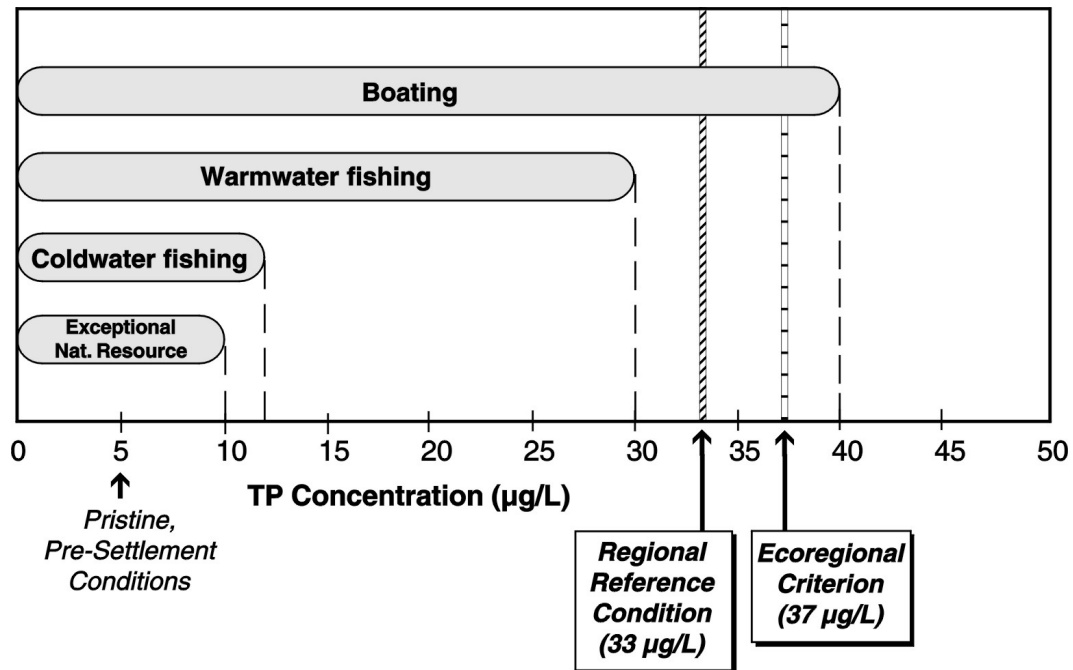 Boating
Warmwater fishing
Coldwater fishing
Exceptional
Nat. Resource
0 5 10 15 20 25 30 35 40 45 50
TP Concentration (µg/L)
Pristine,
Pre-Settlement
Conditions
Regional
Reference
Condition
(33 µg/L)
Ecoregional
Criterion
(37 µg/L)